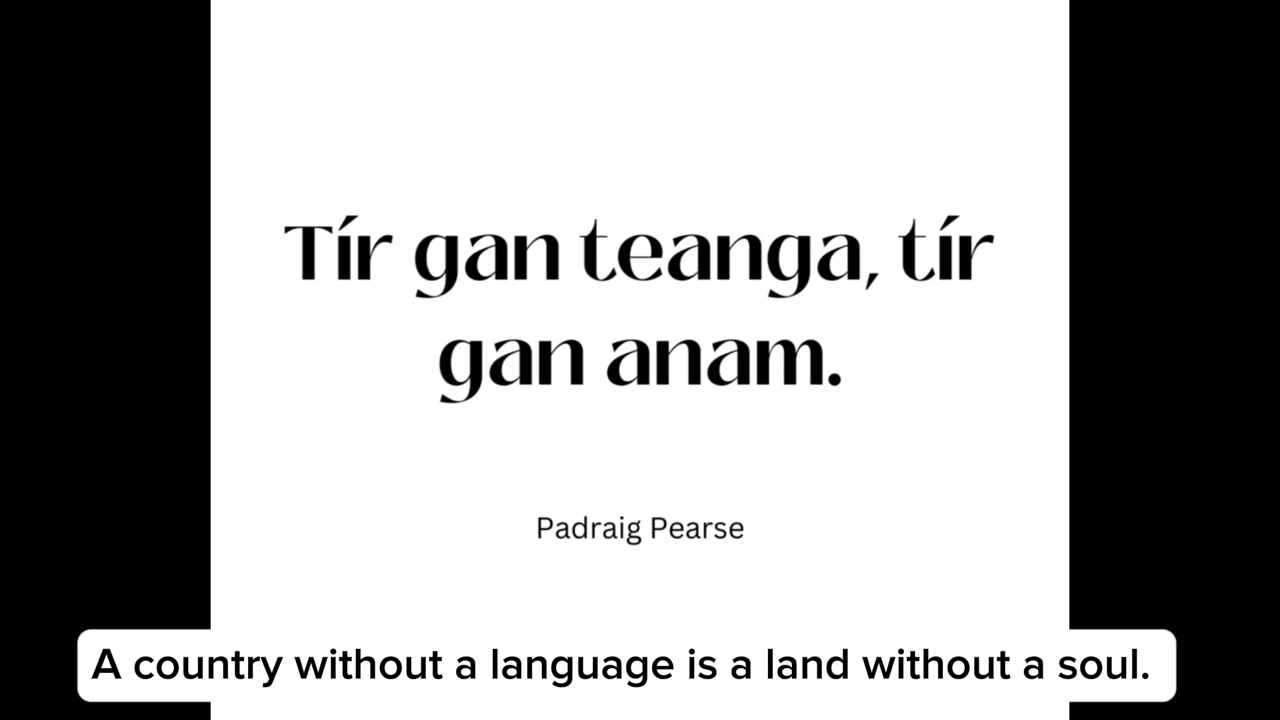 Tír gan teanga, tír
gan anam.
Padraig Pearse
A country without a language is a land without a soul.